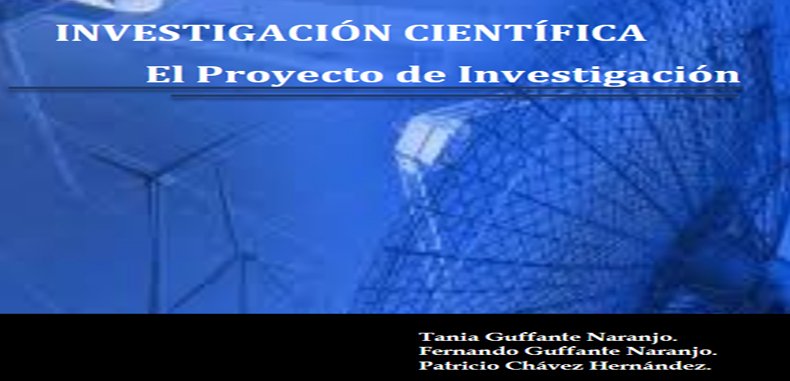 INVESTIGACIÓN CIENTÍFICA
El Proyecto de Investigación
Tania Guffante Naranjo.
Fernando Guffante Naranjo.
Patricio Chávez Hernández.